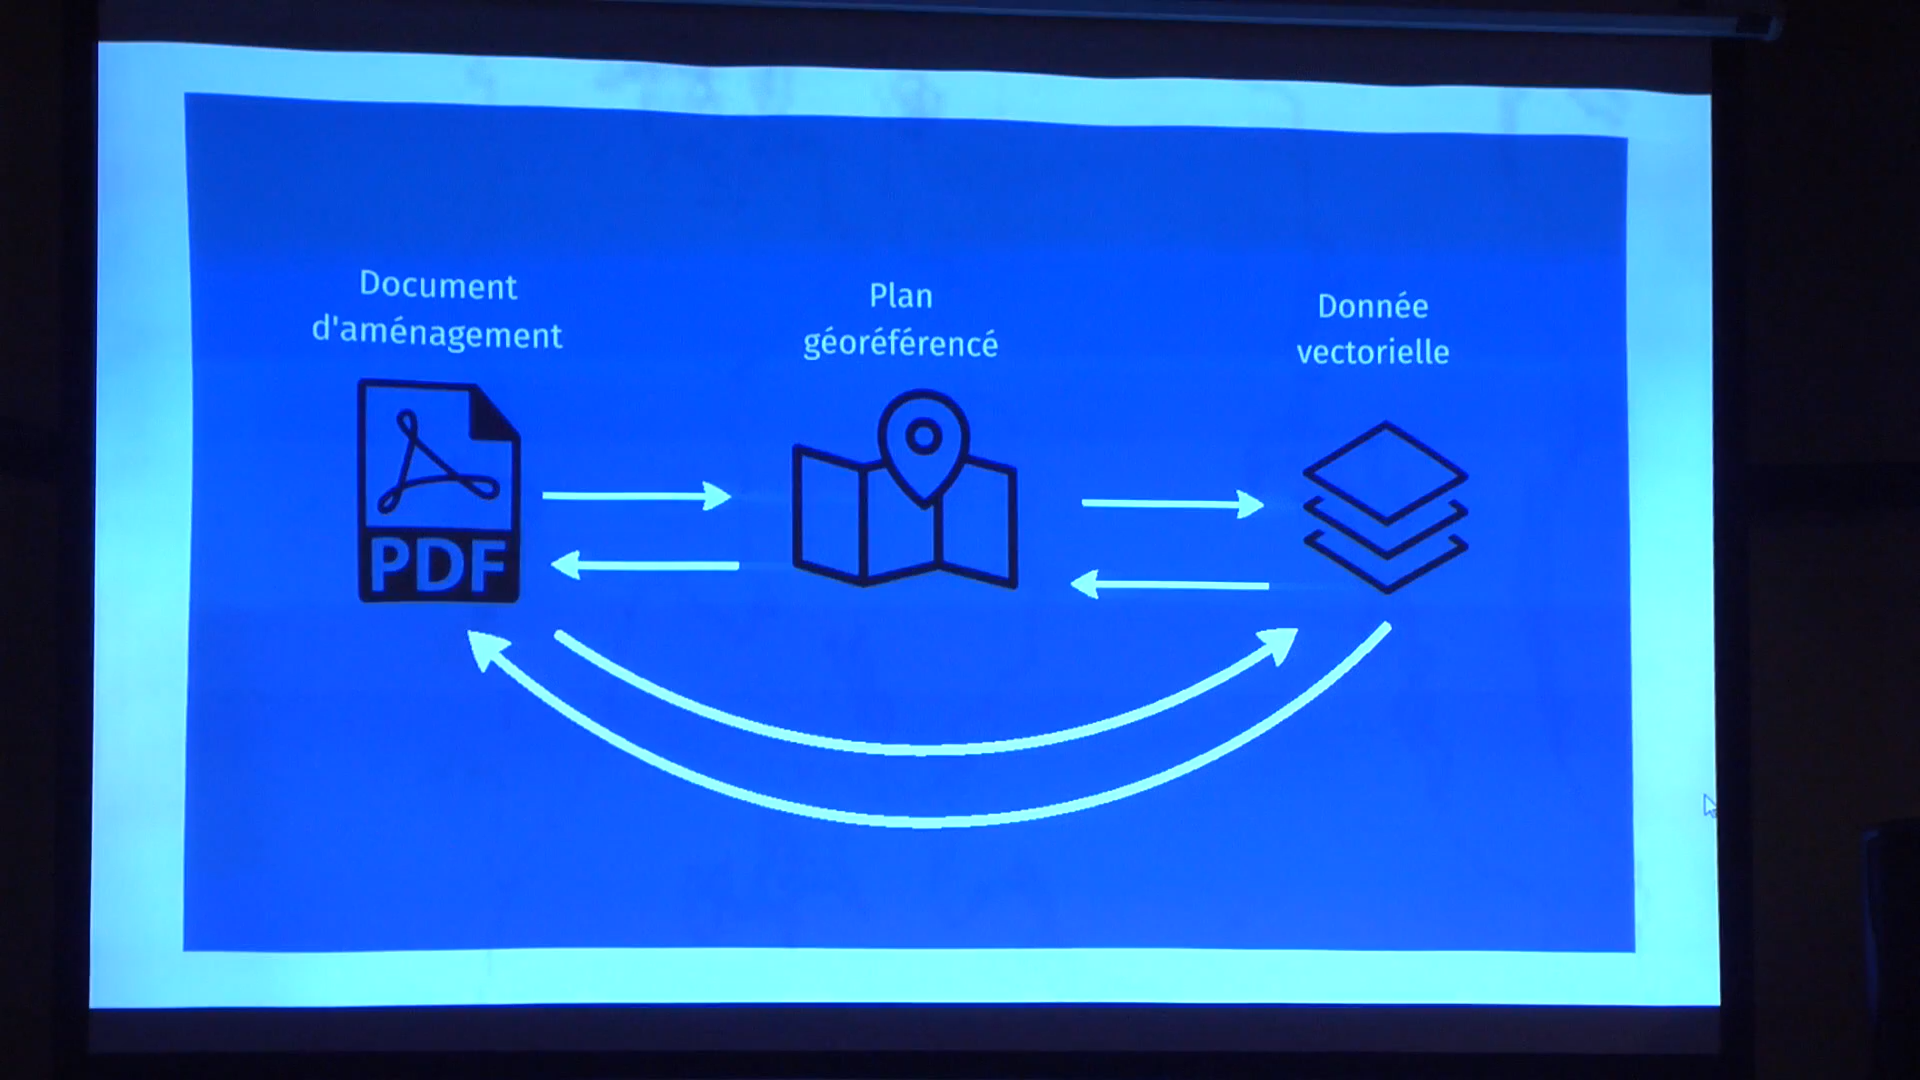 Document
d'aménagement
Plan
géoréférencé
Donnée
vectorielle
PDF